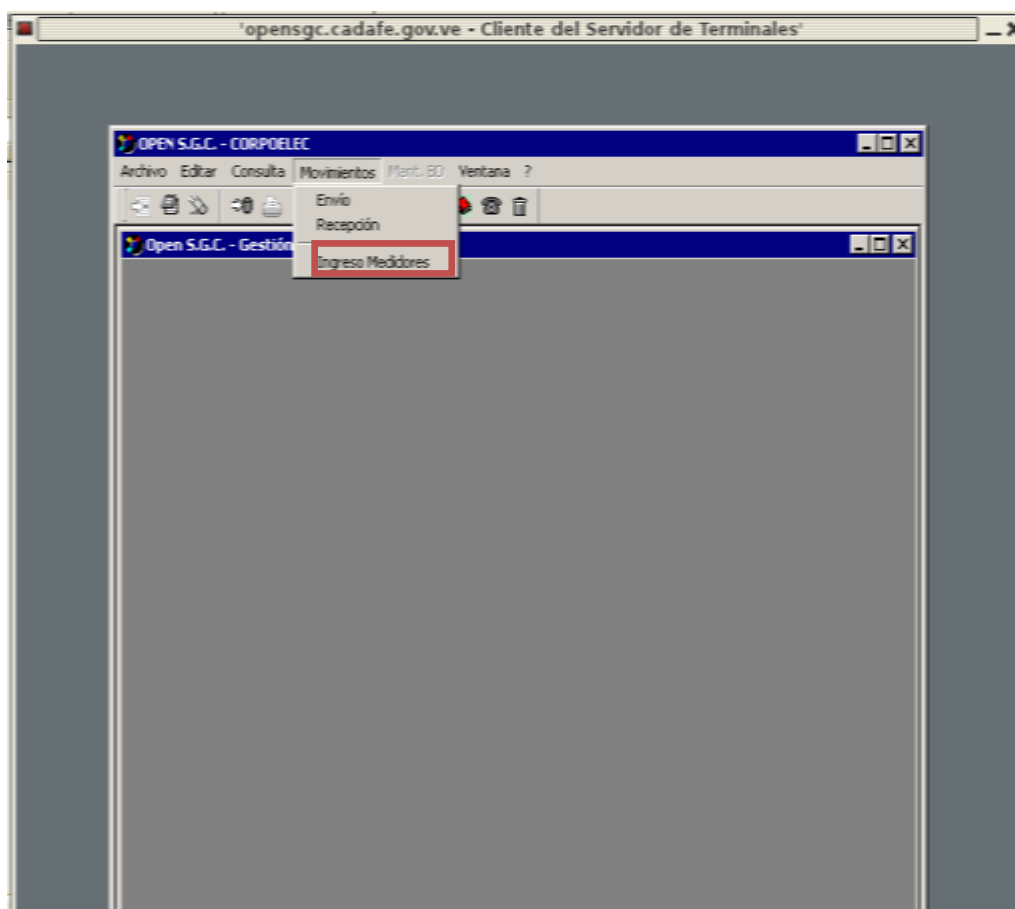 'opensgc.cadafe.gov.ve - Cliente del Servidor de Terminales'
OPEN S.G.C. - CORPOELEC
Archivo Editar Consulta Movimientos Mant. BD Ventana ?
Envío
Recepción
Open S.G.C. - Gestión
Ingreso Medidores